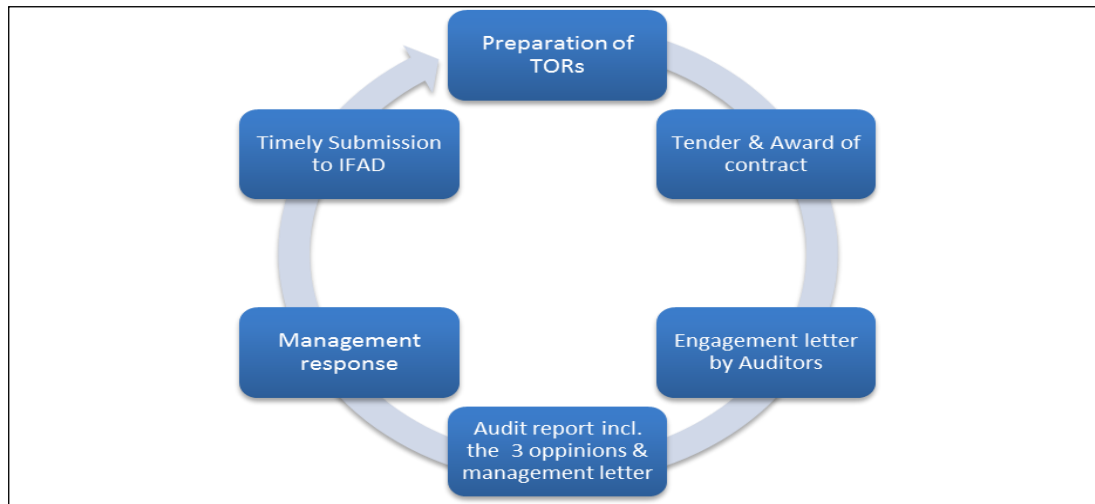 Preparation of
TORs
Tender & Award of
contract
Engagement letter
by Auditors
Audit report incl.
the 3 oppinions &
management letter
Management
response
Timely Submission
to IFAD